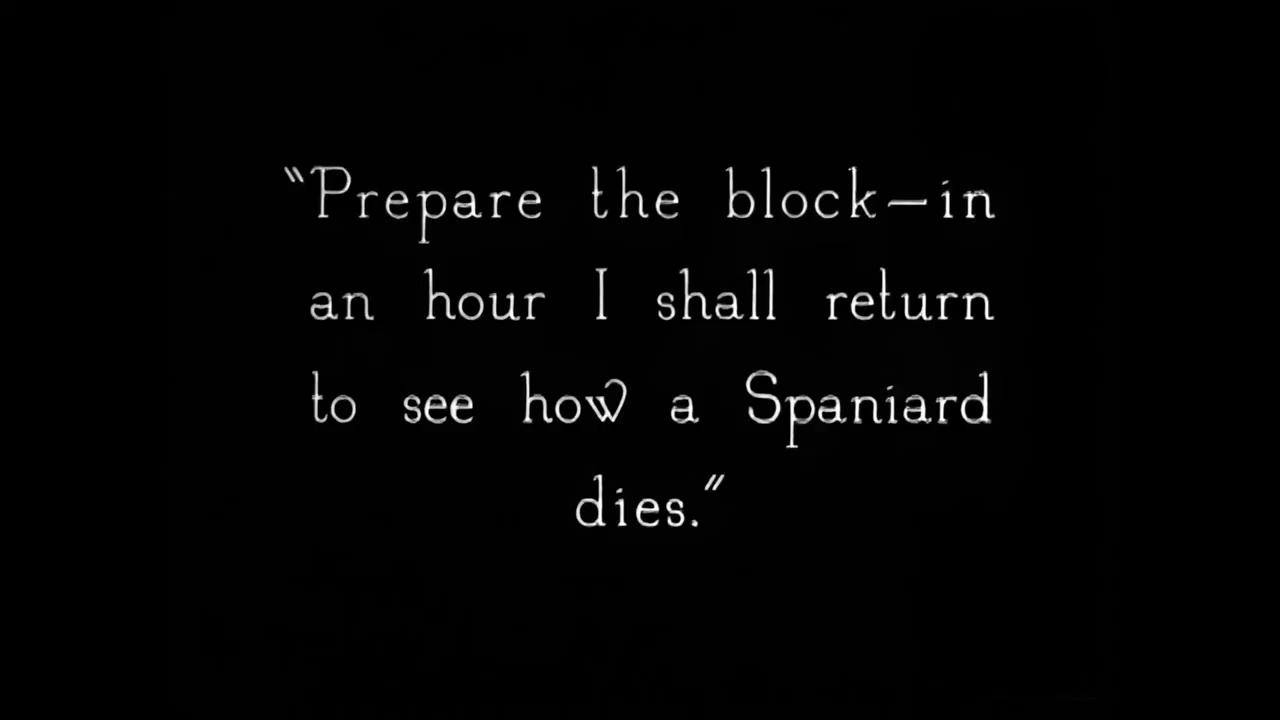 “Prepare the block—in
an hour I shall return
to see how a Spaniard
dies.”